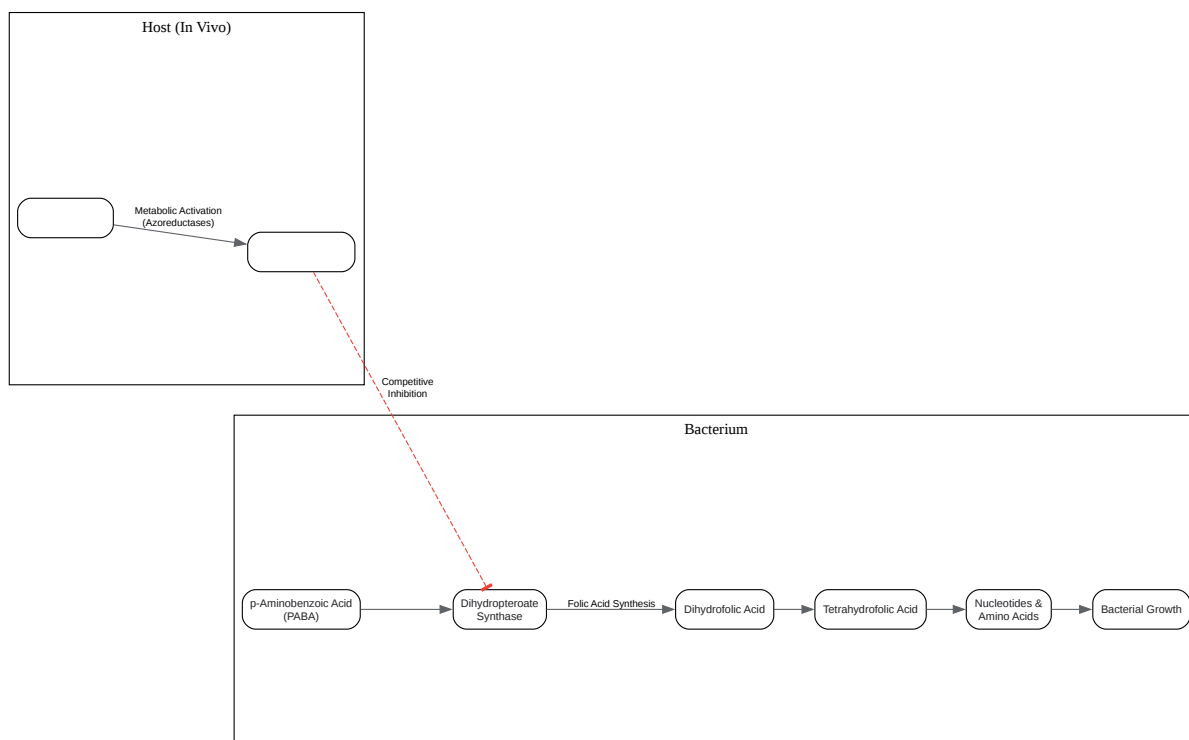 Host (In Vivo)
Metabolic Activation
(Azoreductases)
Competitive
Inhibition
Bacterium
p-Aminobenzoic Acid
(PABA)
Dihydropteroate
Synthase
Folic Acid Synthesis
Dihydrofolic Acid
Tetrahydrofolic Acid
Nucleotides &
Amino Acids
Bacterial Growth